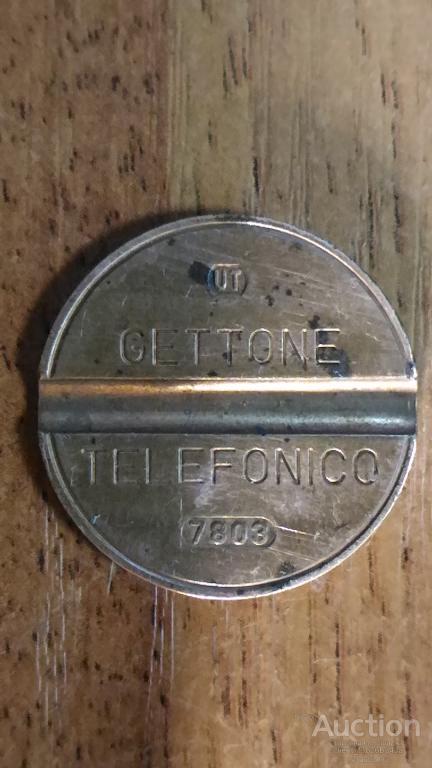 UT
GETTONE
TELEFONICO
7803
Auction